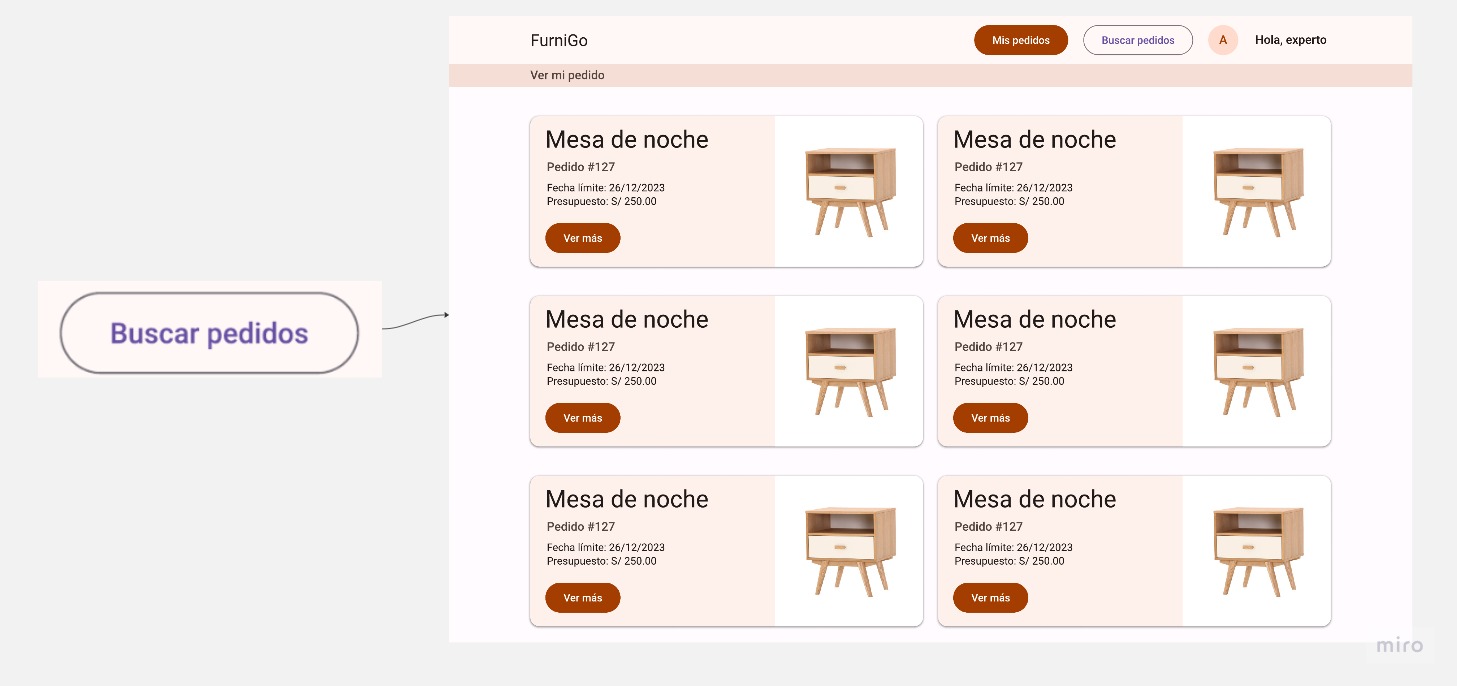 FurniGo
Mis pedidos
Buscar pedidos
A
Hola, experto
Ver mi pedido
Mesa de noche
Pedido #127
Fecha límite: 26/12/2023
Presupuesto: S/ 250.00
Ver más
Mesa de noche
Pedido #127
Fecha límite: 26/12/2023
Presupuesto: S/ 250.00
Ver más
Buscar pedidos
Mesa de noche
Pedido #127
Fecha límite: 26/12/2023
Presupuesto: S/ 250.00
Ver más
Mesa de noche
Pedido #127
Fecha límite: 26/12/2023
Presupuesto: S/ 250.00
Ver más
Mesa de noche
Pedido #127
Fecha límite: 26/12/2023
Presupuesto: S/ 250.00
Ver más
Mesa de noche
Pedido #127
Fecha límite: 26/12/2023
Presupuesto: S/ 250.00
Ver más
miro